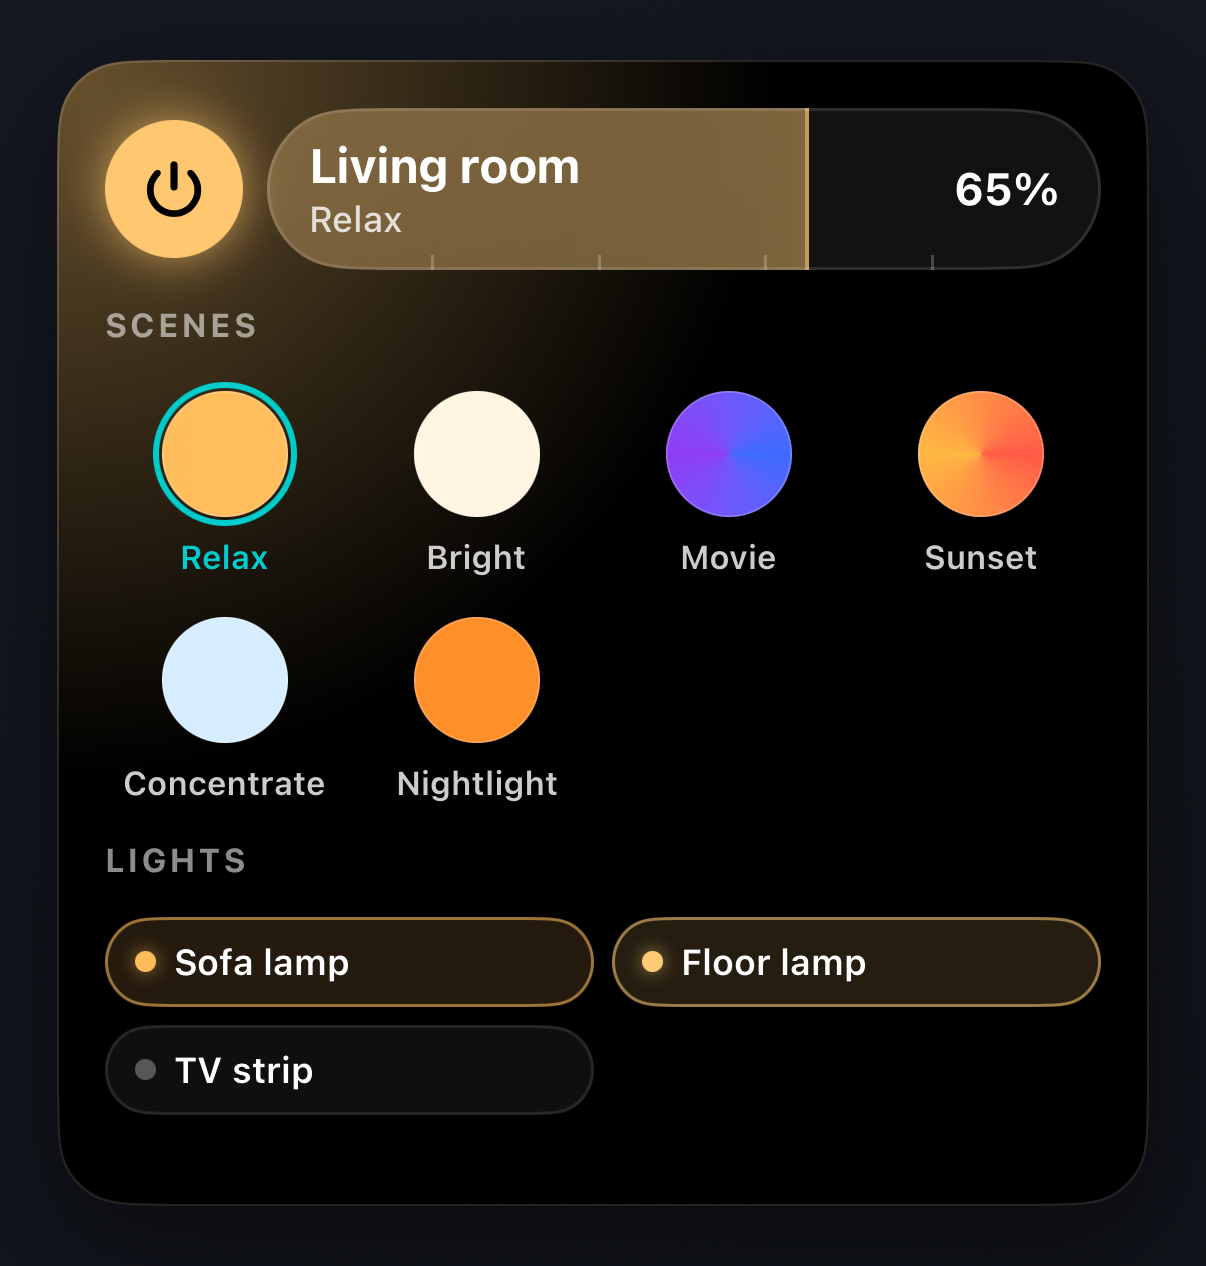 Living room
Relax
65%
SCENES
Relax
Bright
Movie
Sunset
Concentrate
Nightlight
LIGHTS
Sofa lamp
Floor lamp
TV strip